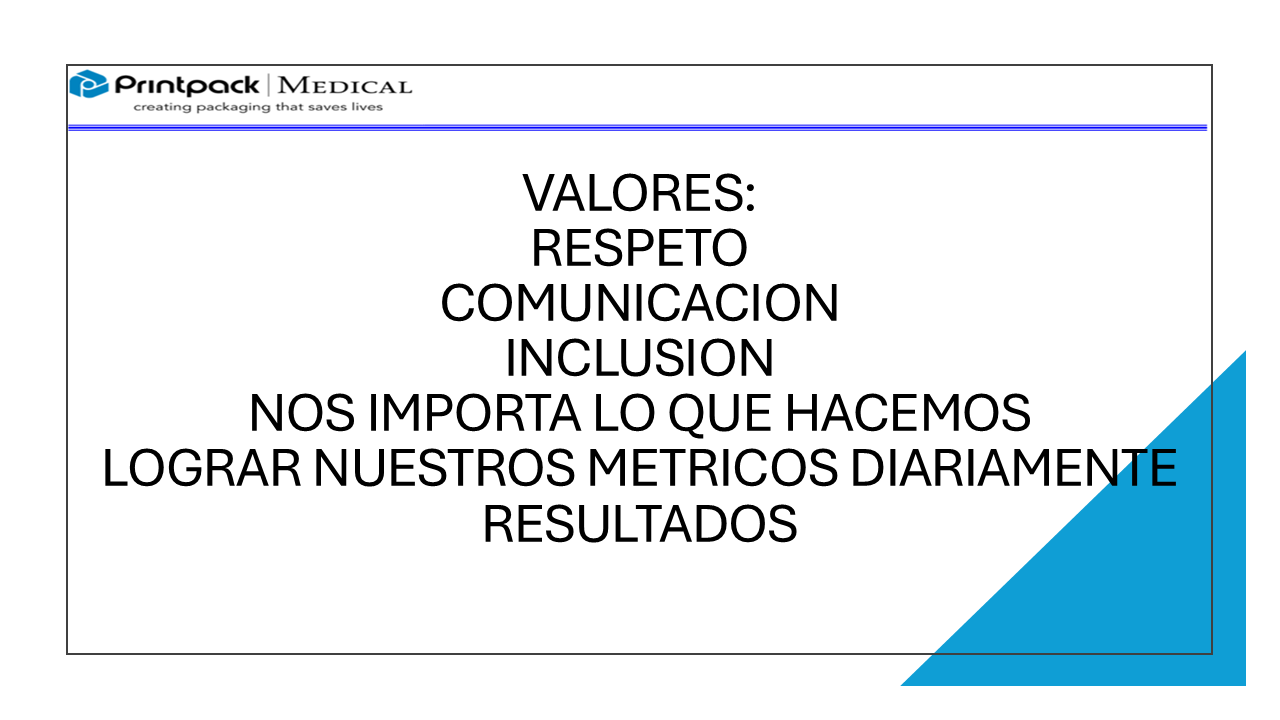 Printpack | MEDICAL
creating packaging that saves lives
VALORES:
RESPETO
COMUNICACION
INCLUSION
NOS IMPORTA LO QUE HACEMOS
LOGRAR NUESTROS METRICOS DIARIAMENTE
RESULTADOS